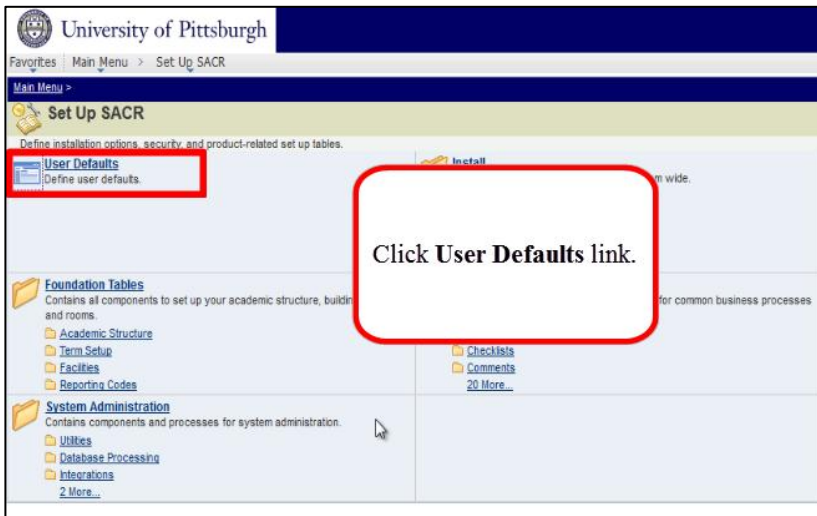 University of Pittsburgh
Favorites Main Menu > Set Up SACR
Main Menu >
Set Up SACR
Define installation options, security, and product-related set up tables.
User Defaults
Define user defaults.
Install
m wide.
Click User Defaults link.
Foundation Tables
Contains all components to set up your academic structure, buildin
and rooms.
Academic Structure
Term Setup
Facilities
Reporting Codes
for common business processes
Checklists
Comments
20 More...
System Administration
Contains components and processes for system administration.
Utilities
Database Processing
Integrations
2 More...